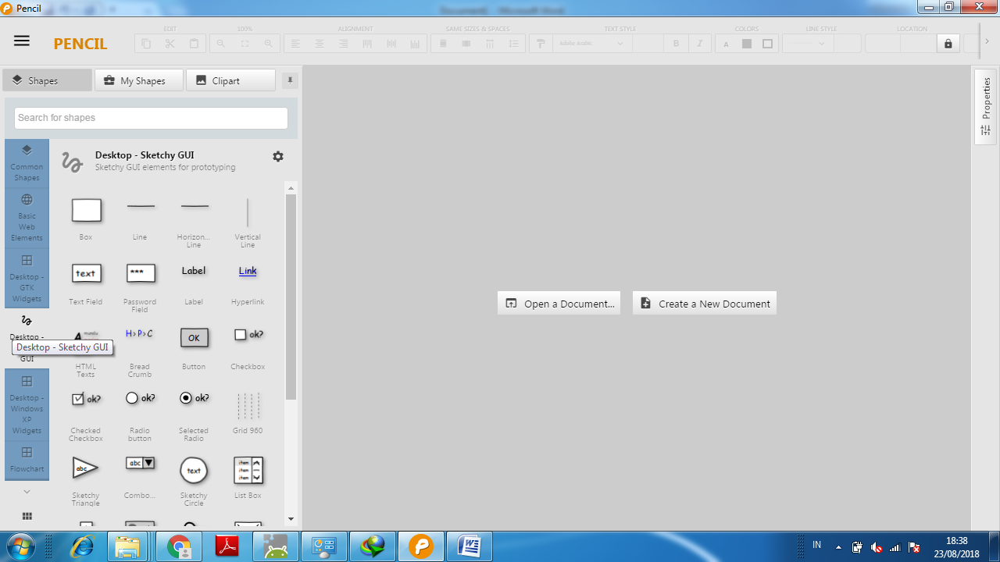 Pencil
Document1 - Microsoft Word
PENCIL
EDIT
100%
ALIGNMENT
SAME SIZES & SPACES
TEXT STYLE
COLORS
LINE STYLE
LOCATION
Adobe Arabic
B
I
A
Shapes
My Shapes
Clipart
Search for shapes
Common
Shapes
Basic
Web
Elements
Desktop -
GTK
Widgets
Desktop -
GUI
Desktop - Sketchy GUI
Desktop -
Windows
XP
Widgets
Flowchart
Desktop - Sketchy GUI
Sketchy GUI elements for prototyping
Box
Line
Horizon...
Line
Vertical
Line
text
***
Label
Link
Text Field
Password
Field
Label
Hyperlink
A
H>P>C
OK
ok?
HTML
Texts
Bread
Crumb
Button
Checkbox
ok?
ok?
ok?
Checked
Checkbox
Radio
button
Selected
Radio
Grid 960
abc
abc
text
item
item
item
Sketchy
Triangle
Combo...
Sketchy
Circle
List Box
Open a Document...
Create a New Document
Properties
IN
18:38
23/08/2018